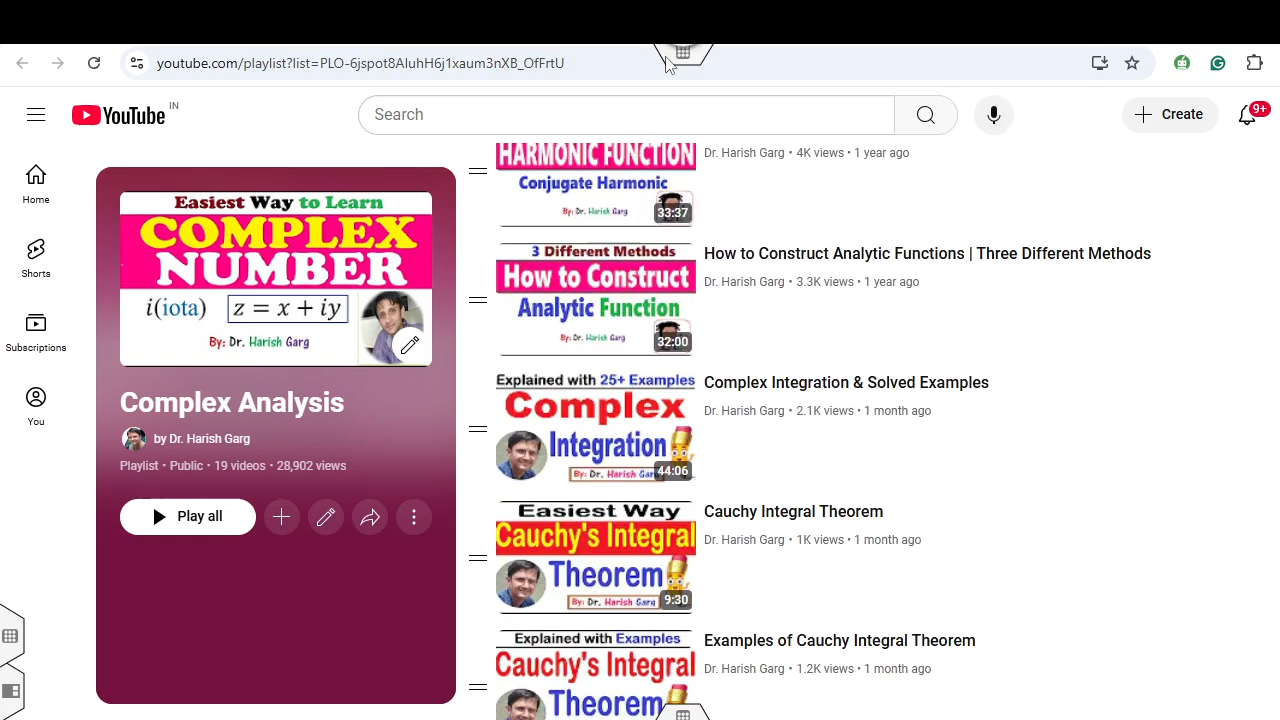 youtube.com/playlist?list=PLO-6jspot8AluhH6j1xaum3nXB_OfFrtU
YouTube IN
Search
Create
9+
Home
Shorts
Subscriptions
You
Easiest Way to Learn
COMPLEX
NUMBER
i(iota) z = x + iy
By: Dr. Harish Garg
Complex Analysis
by Dr. Harish Garg
Playlist • Public • 19 videos • 28,902 views
Play all
HARMONIC FUNCTION
Conjugate Harmonic
By: Dr. Harish Garg
33:37
Dr. Harish Garg • 4K views • 1 year ago
3 Different Methods
How to Construct
Analytic Function
By: Dr. Harish Garg
32:00
How to Construct Analytic Functions | Three Different Methods
Dr. Harish Garg • 3.3K views • 1 year ago
Explained with 25+ Examples
Complex
Integration
By: Dr. Harish Garg
44:06
Complex Integration & Solved Examples
Dr. Harish Garg • 2.1K views • 1 month ago
Easiest Way
Cauchy's Integral
Theorem
By: Dr. Harish Garg
9:30
Cauchy Integral Theorem
Dr. Harish Garg • 1K views • 1 month ago
Explained with Examples
Cauchy's Integral
Theorem
Examples of Cauchy Integral Theorem
Dr. Harish Garg • 1.2K views • 1 month ago